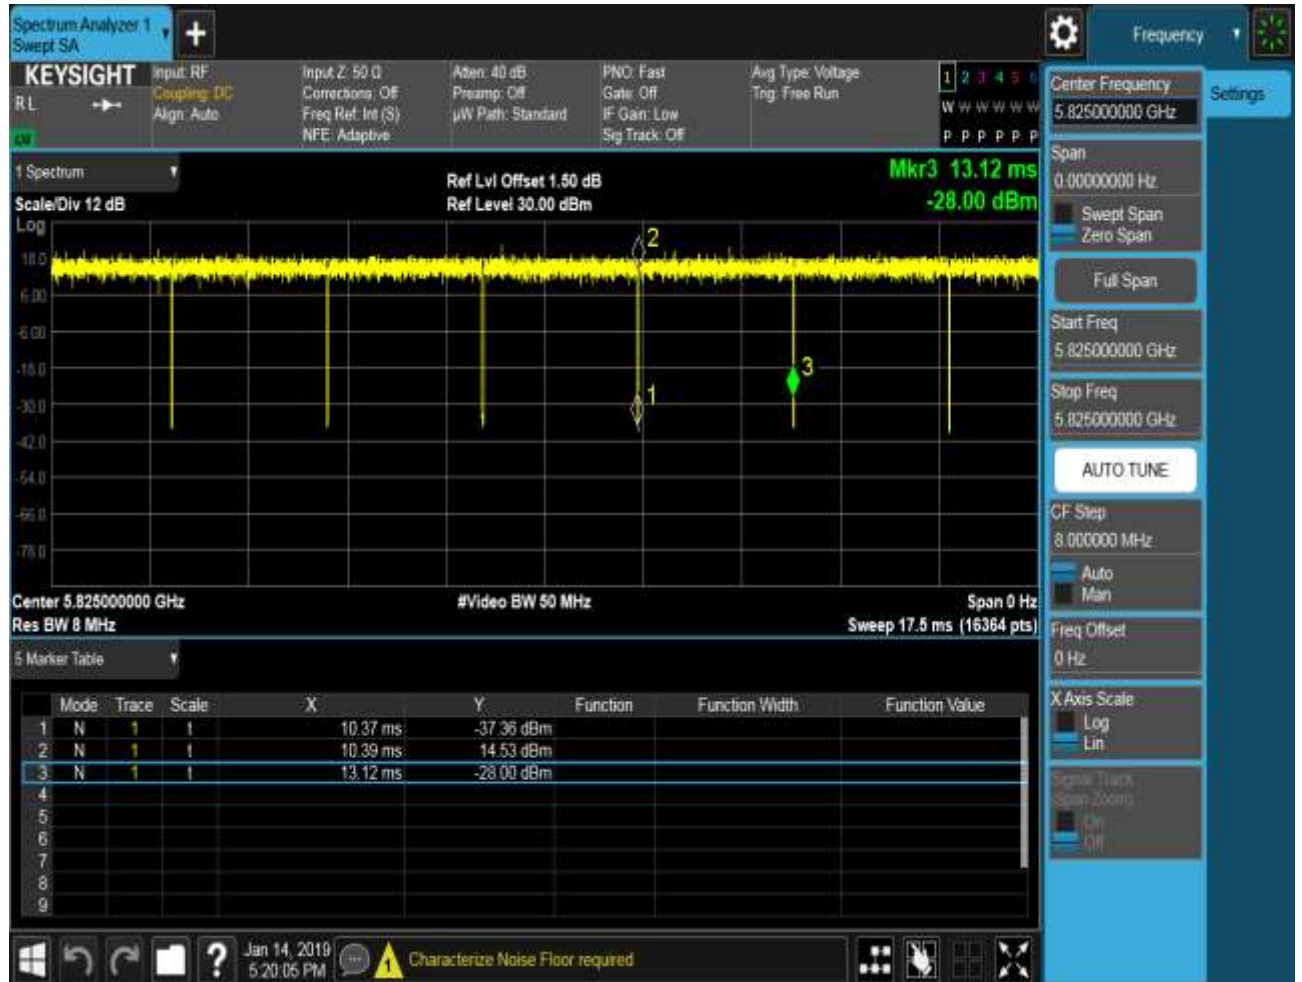 Spectrum Analyzer 1
Swept SA
Frequency
KEYSIGHT
RL
Input: RF
Coupling: DC
Align: Auto
Input Z: 50 Ω
Corrections: Off
Freq Ref: Int (S)
NFE: Adaptive
Atten: 40 dB
Preamp: Off
µW Path: Standard
PNO: Fast
Gate: Off
IF Gain: Low
Sig Track: Off
Avg Type: Voltage
Trig: Free Run
1 2 3 4 5 6
W W W W W W
P P P P P P
1 Spectrum
Scale/Div 12 dB
Ref Lvl Offset 1.50 dB
Ref Level 30.00 dBm
Mkr3 13.12 ms
-28.00 dBm
Log
18.0
6.00
-6.00
-18.0
-30.0
-42.0
-54.0
-66.0
-78.0
2
1
3
Center 5.825000000 GHz
Res BW 8 MHz
#Video BW 50 MHz
Span 0 Hz
Sweep 17.5 ms (16364 pts)
5 Marker Table
Mode Trace Scale X Y Function Function Width Function Value
1 N 1 t 10.37 ms -37.36 dBm
2 N 1 t 10.39 ms 14.53 dBm
3 N 1 t 13.12 ms -28.00 dBm
4
5
6
7
8
9
Jan 14, 2019
5:20:05 PM
1
Characterize Noise Floor required
Center Frequency
5.825000000 GHz
Settings
Span
0.00000000 Hz
Swept Span
Zero Span
Full Span
Start Freq
5.825000000 GHz
Stop Freq
5.825000000 GHz
AUTO TUNE
CF Step
8.000000 MHz
Auto
Man
Freq Offset
0 Hz
X Axis Scale
Log
Lin
Signal Track
(Span Zoom)
On
Off